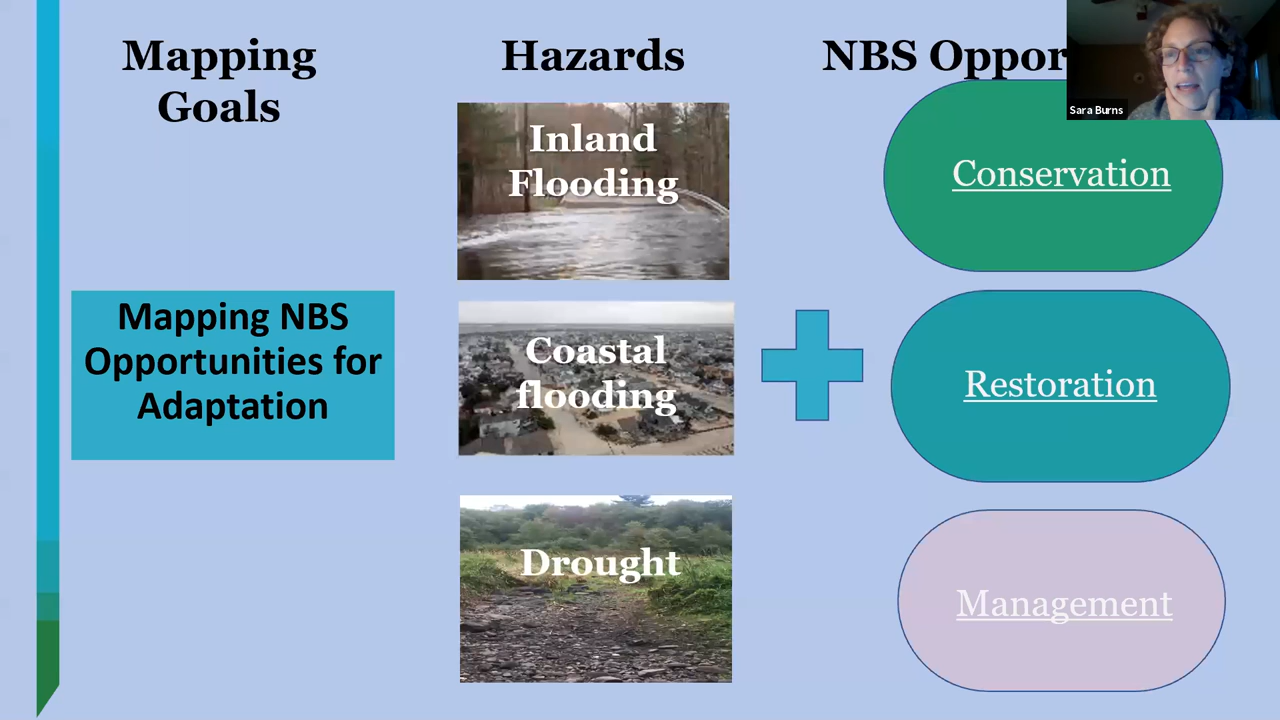 Mapping
Goals
Hazards
NBS Oppor
Sara Burns
Inland
Flooding
Conservation
Mapping NBS
Opportunities for
Adaptation
Coastal
flooding
Restoration
Drought
Management